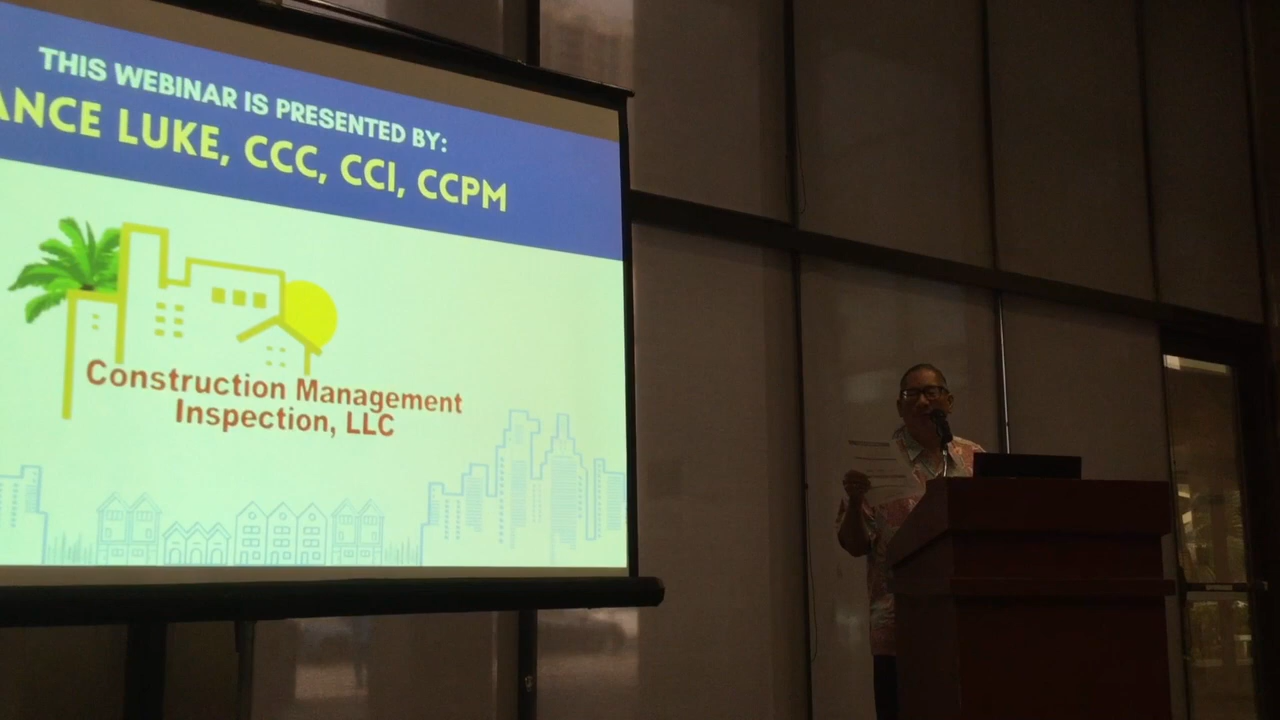 THIS WEBINAR IS PRESENTED BY:
ANCE LUKE, CCC, CCI, CCPM
Construction Management
Inspection, LLC